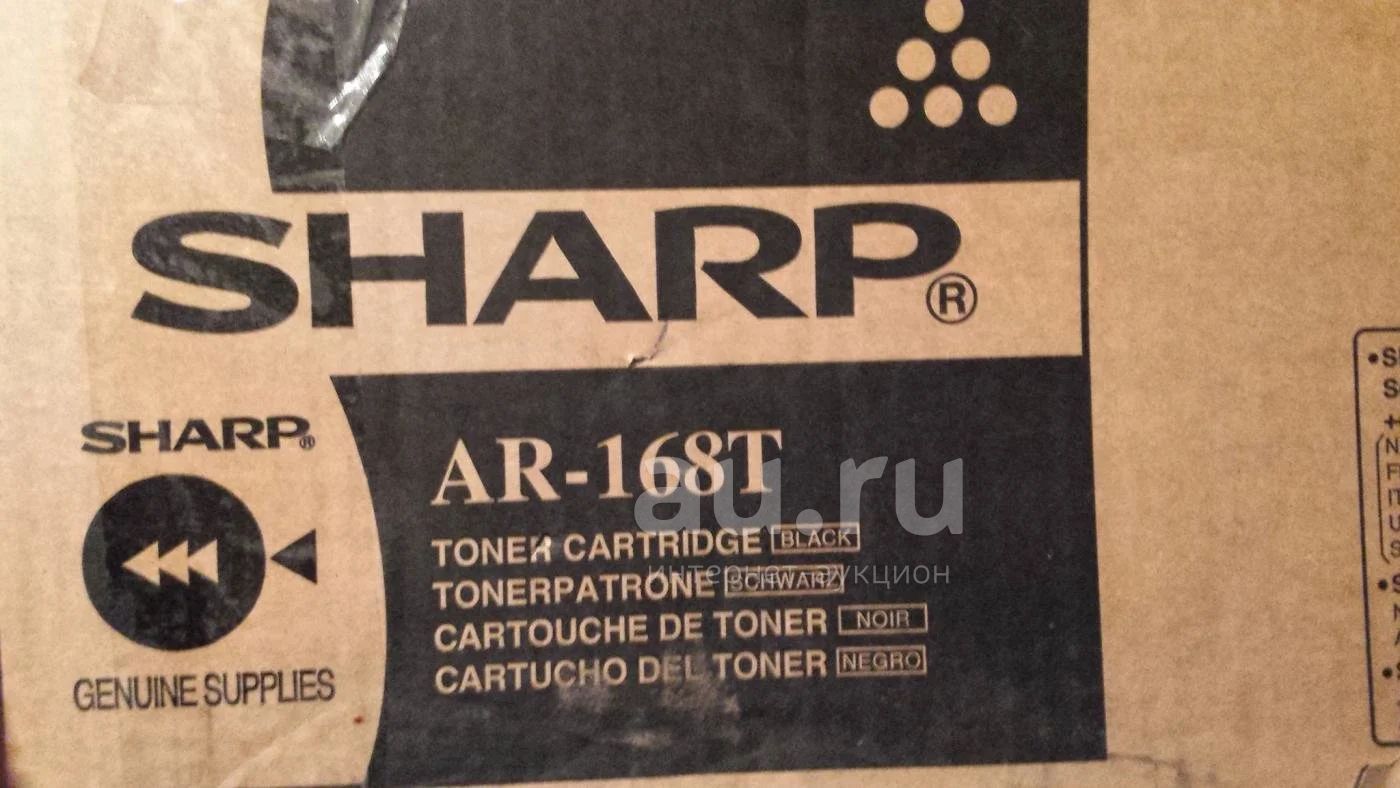 SHARP®
SHARP®
GENUINE SUPPLIES
AR-168T
TONER CARTRIDGE BLACK
TONERPATRONE SCHWARZ
CARTOUCHE DE TONER NOIR
CARTUCHO DEL TONER NEGRO
au.ru
интернет-аукцион